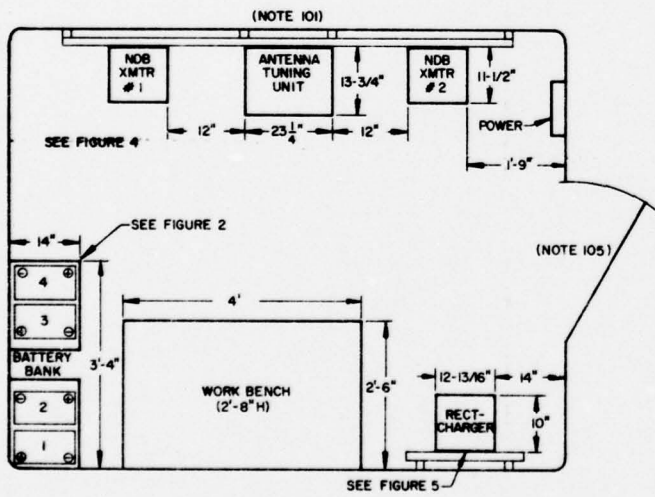 (NOTE 101)
NDB
XMTR
# 1
ANTENNA
TUNING
UNIT
13-3/4"
NDB
XMTR
# 2
11-1/2"
POWER
12"
23 1/4"
12"
1'-9"
SEE FIGURE 4
SEE FIGURE 2
14"
(NOTE 105)
4
3
BATTERY
BANK
2
1
3'-4"
4'
WORK BENCH
(2'-8" H)
2'-6"
12-13/16"
14"
RECT-
CHARGER
10"
SEE FIGURE 5